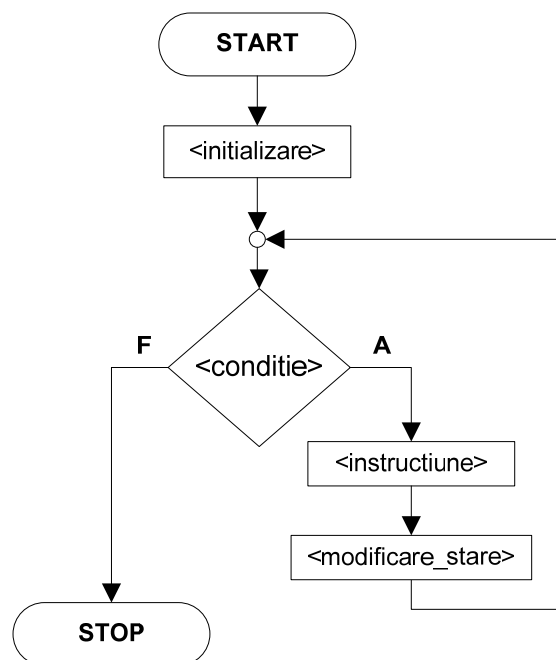 START
<initializare>
F
A
<conditie>
<instructiune>
<modificare_stare>
STOP